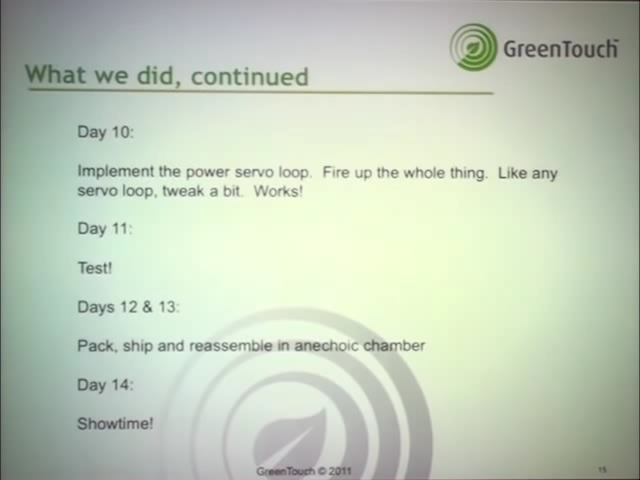 GreenTouch™
What we did, continued
Day 10:
Implement the power servo loop.  Fire up the whole thing.  Like any
servo loop, tweak a bit.  Works!
Day 11:
Test!
Days 12 & 13:
Pack, ship and reassemble in anechoic chamber
Day 14:
Showtime!
GreenTouch © 2011
15